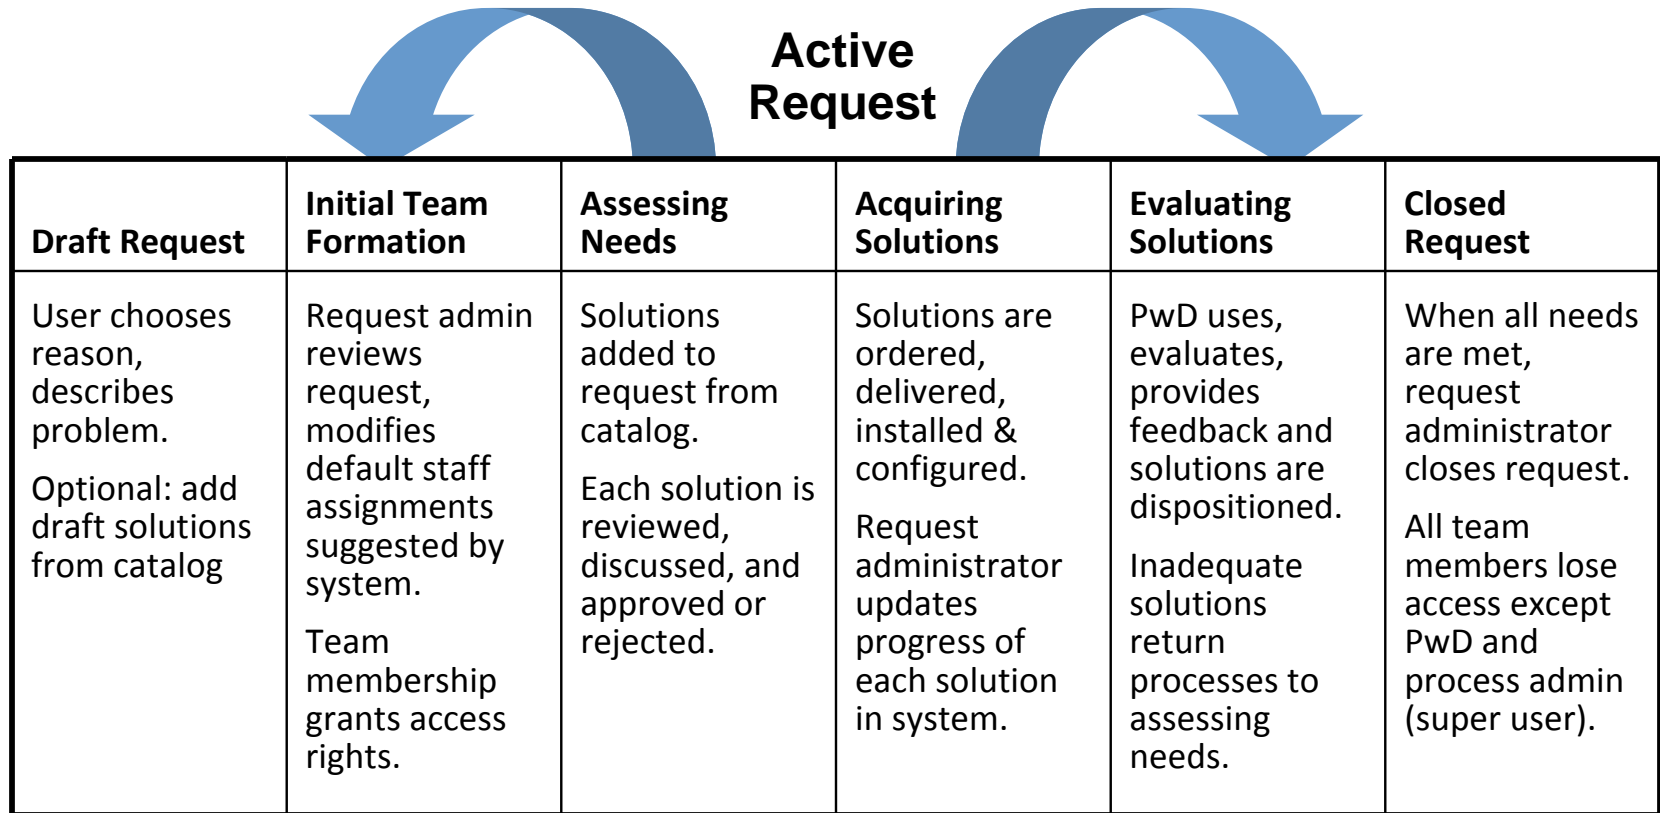 Active
Request
Draft Request
Initial Team
Formation
Assessing
Needs
Acquiring
Solutions
Evaluating
Solutions
Closed
Request
User chooses
reason,
describes
problem.
Optional: add
draft solutions
from catalog
Request admin
reviews
request,
modifies
default staff
assignments
suggested by
system.
Team
membership
grants access
rights.
Solutions
added to
request from
catalog.
Each solution is
reviewed,
discussed, and
approved or
rejected.
Solutions are
ordered,
delivered,
installed &
configured.
Request
administrator
updates
progress of
each solution
in system.
PwD uses,
evaluates,
provides
feedback and
solutions are
dispositioned.
Inadequate
solutions
return
processes to
assessing
needs.
When all needs
are met,
request
administrator
closes request.
All team
members lose
access except
PwD and
process admin
(super user).